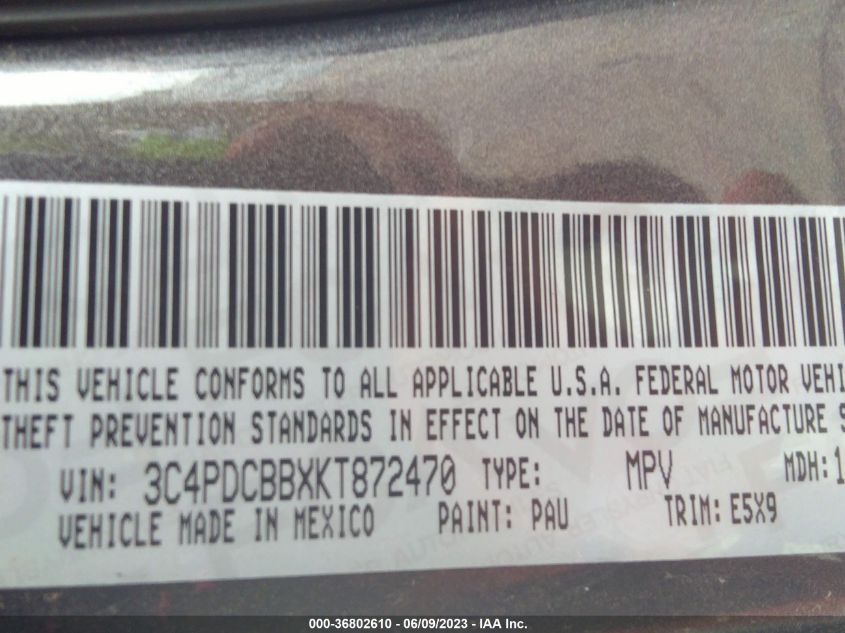 THIS VEHICLE CONFORMS TO ALL APPLICABLE U.S.A. FEDERAL MOTOR VEHI
THEFT PREVENTION STANDARDS IN EFFECT ON THE DATE OF MANUFACTURE S
VIN: 3C4PDCBBXKT872470 TYPE: MPV MDH: 1
VEHICLE MADE IN MEXICO PAINT: PAU TRIM: E5X9
000-36802610 - 06/09/2023 - IAA Inc.